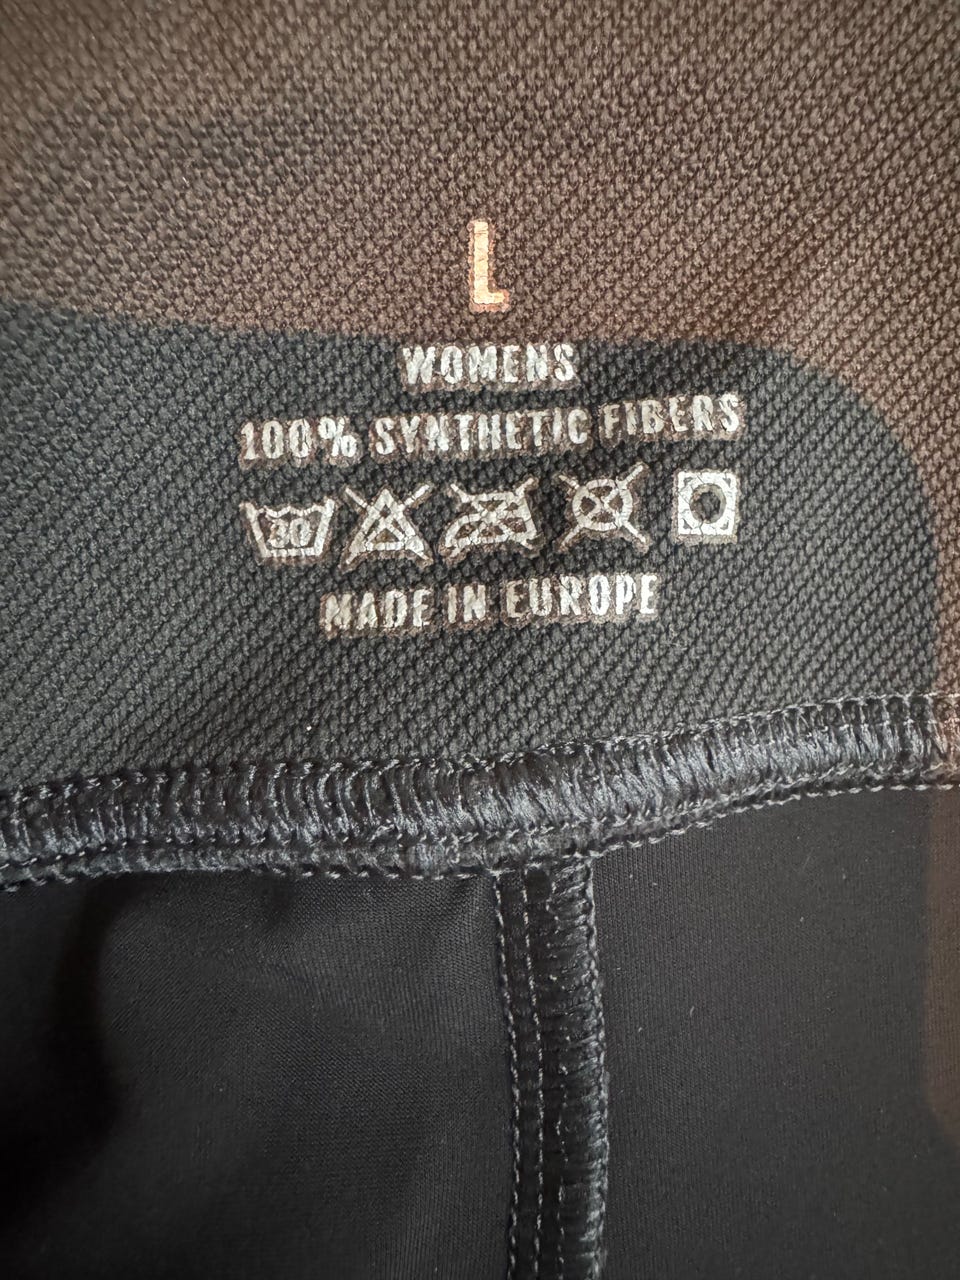 L
WOMENS
100% SYNTHETIC FIBERS
30
MADE IN EUROPE